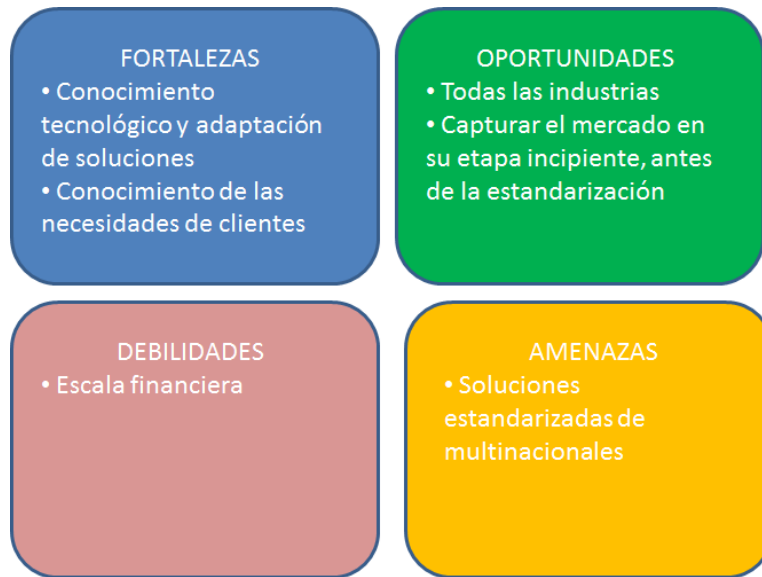 FORTALEZAS
• Conocimiento
tecnológico y adaptación
de soluciones
• Conocimiento de las
necesidades de clientes
OPORTUNIDADES
• Todas las industrias
• Capturar el mercado en
su etapa incipiente, antes
de la estandarización
DEBILIDADES
• Escala financiera
AMENAZAS
• Soluciones
estandarizadas de
multinacionales